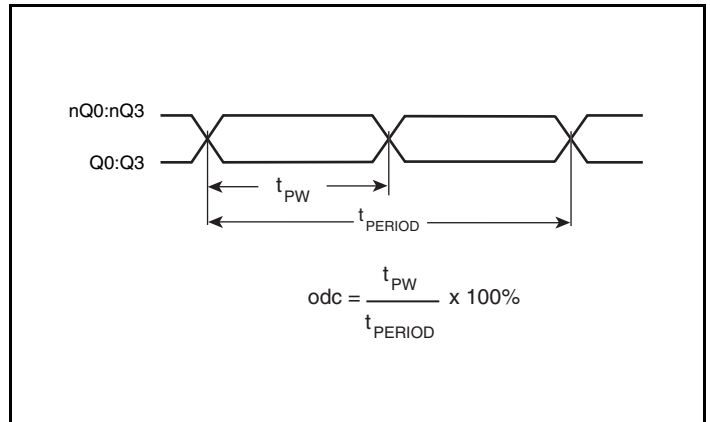 nQ0:nQ3
Q0:Q3
tPW
tPERIOD
odc = tPW / tPERIOD x 100%